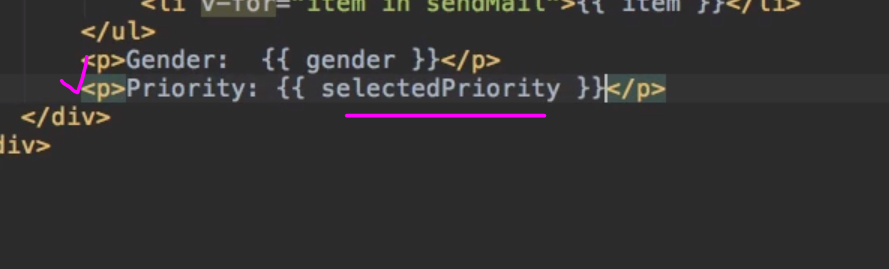 <li v-for="item in sendMail">{{ item }}</li>
</ul>
<p>Gender:  {{ gender }}</p>
<p>Priority: {{ selectedPriority }}</p>
</div>
div>